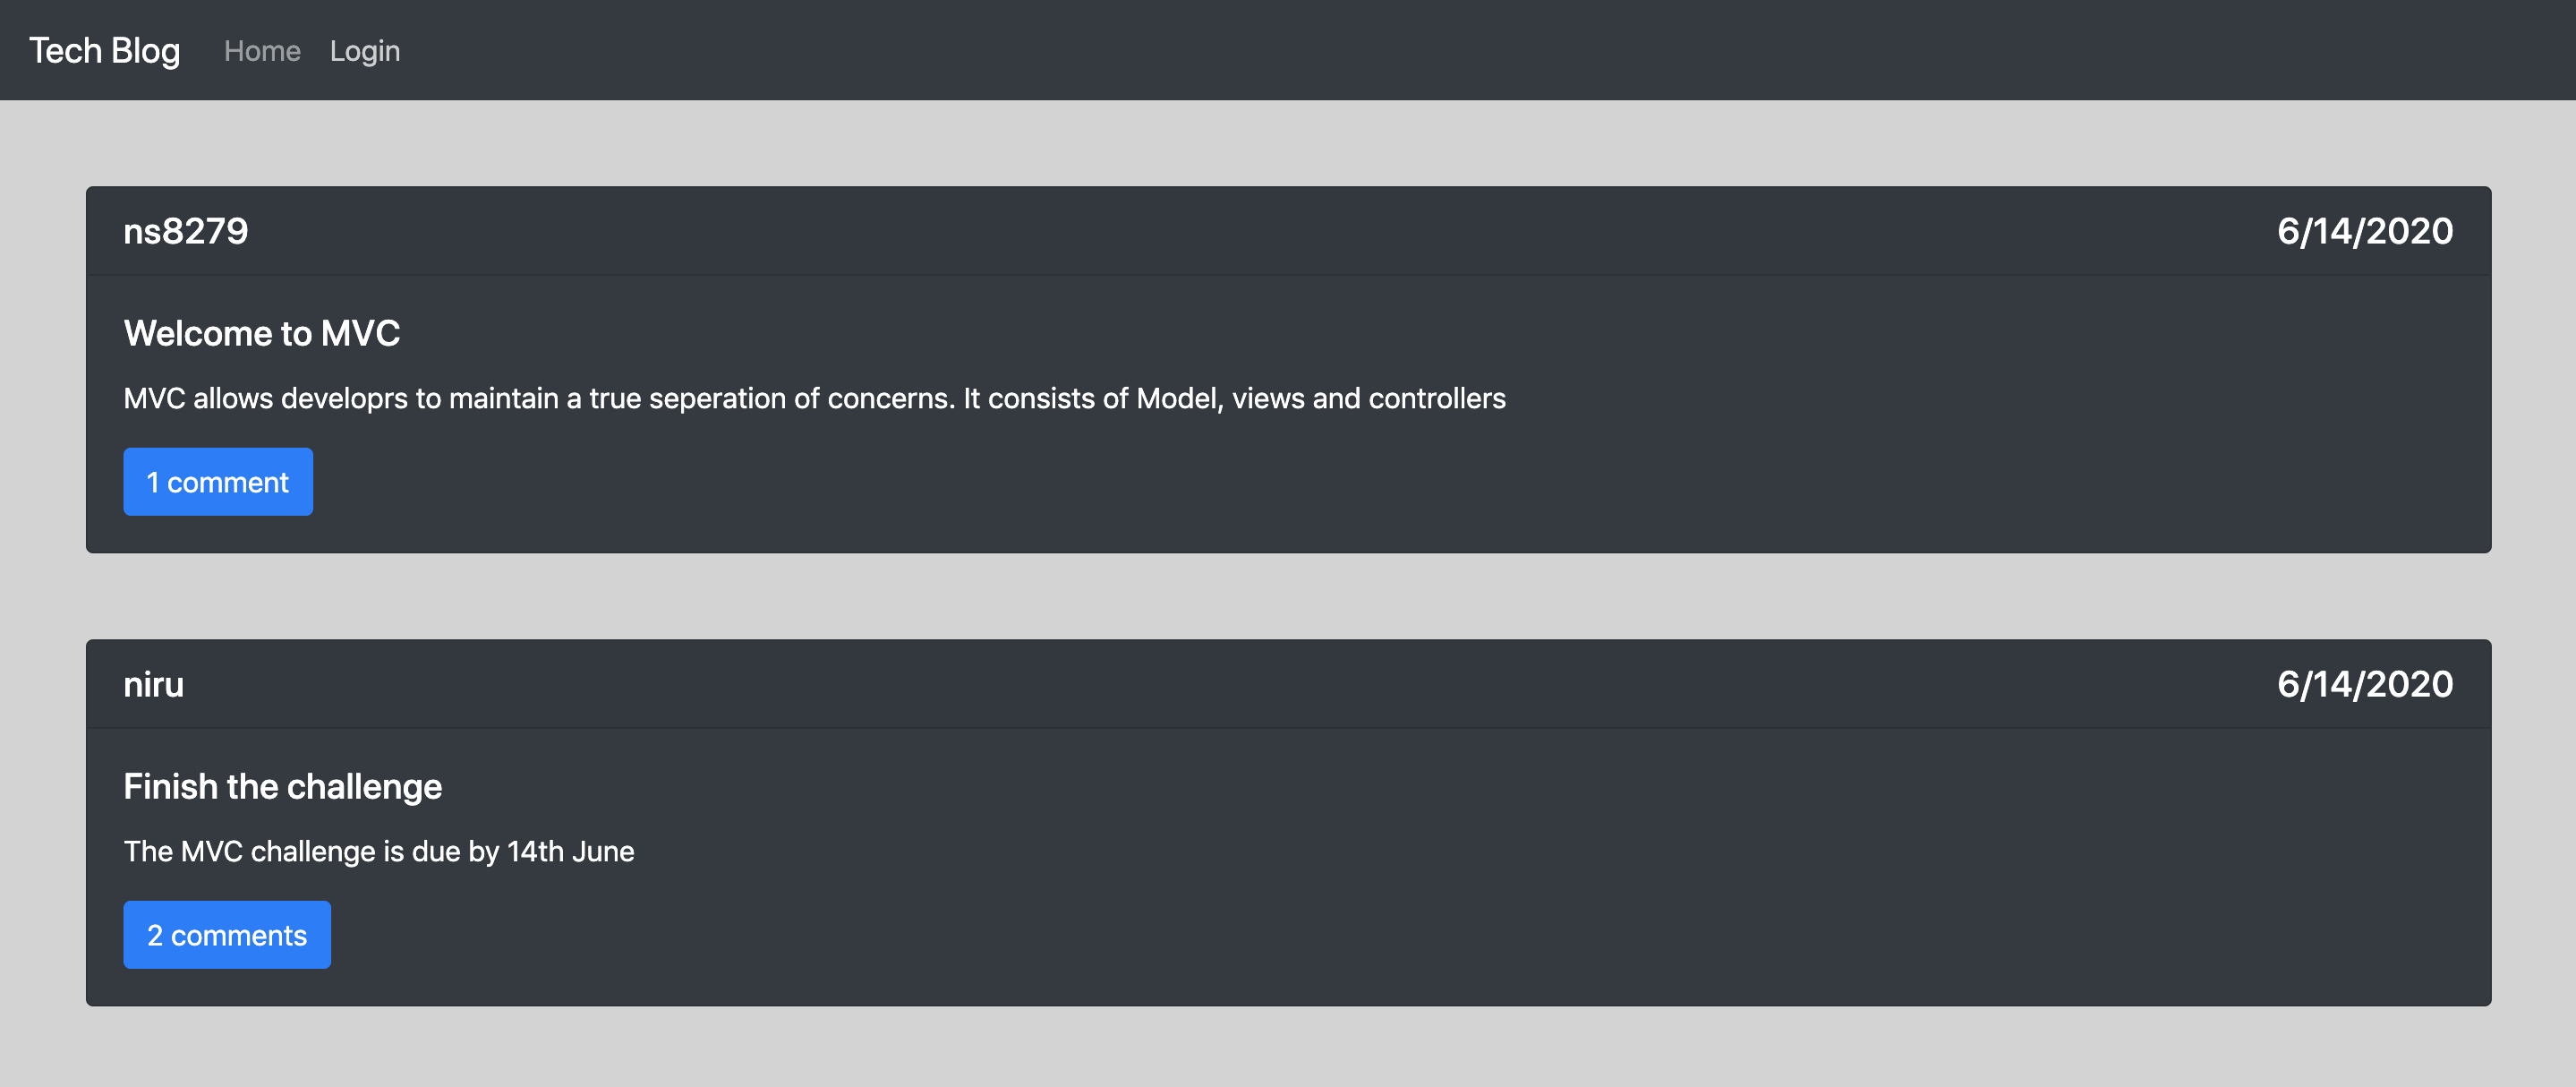 Tech Blog Home Login
ns8279 6/14/2020
Welcome to MVC
MVC allows developrs to maintain a true seperation of concerns. It consists of Model, views and controllers
1 comment
niru 6/14/2020
Finish the challenge
The MVC challenge is due by 14th June
2 comments